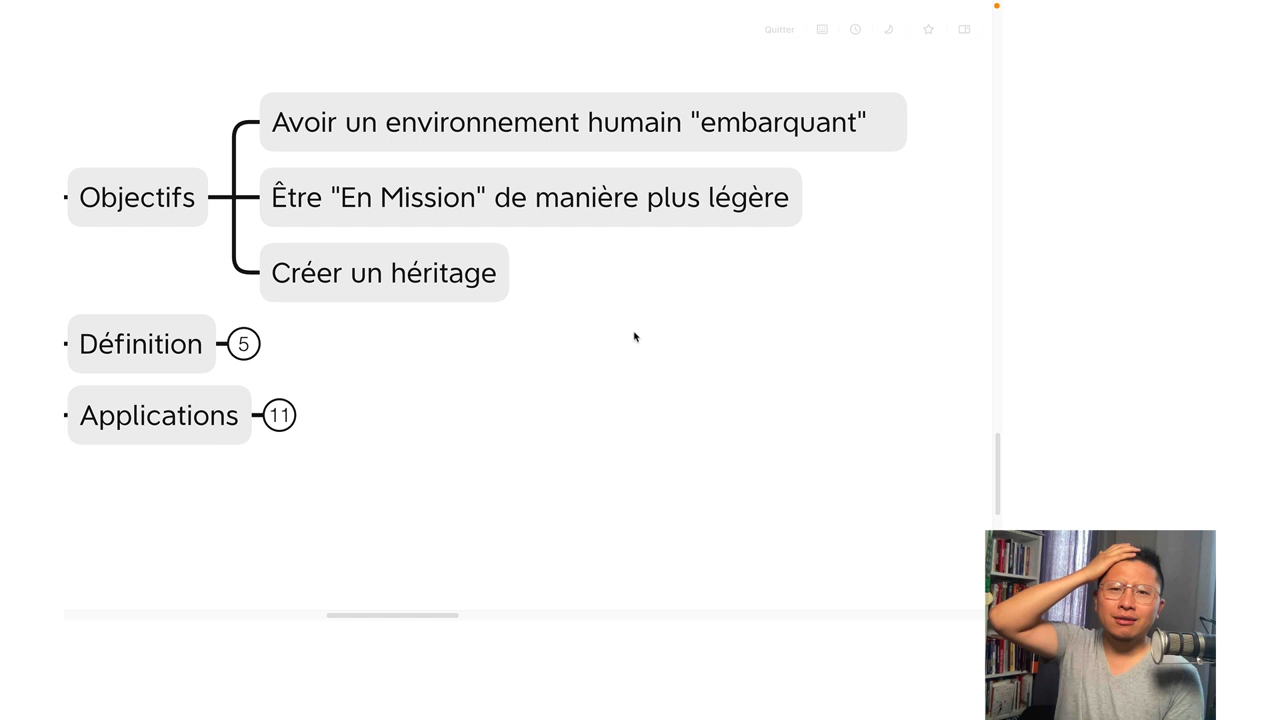 Quitter
Avoir un environnement humain "embarquant"
Objectifs
Être "En Mission" de manière plus légère
Créer un héritage
Définition
5
Applications
11